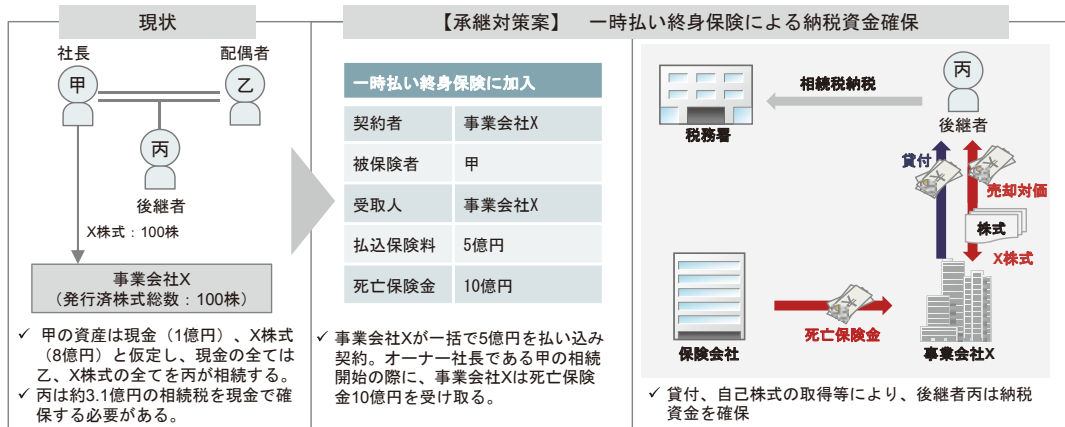 現状
社長
配偶者
甲
乙
丙
後継者
X株式：100株
事業会社X
（発行済株式総数：100株）
✓ 甲の資産は現金（1億円）、X株式
（8億円）と仮定し、現金の全ては
乙、X株式の全てを丙が相続する。
✓ 丙は約3.1億円の相続税を現金で確
保する必要がある。
【承継対策案】　一時払い終身保険による納税資金確保
一時払い終身保険に加入
契約者 事業会社X
被保険者 甲
受取人 事業会社X
払込保険料 5億円
死亡保険金 10億円
✓ 事業会社Xが一括で5億円を払い込み
契約。オーナー社長である甲の相続
開始の際に、事業会社Xは死亡保険
金10億円を受け取る。
丙
後継者
相続税納税
税務署
貸付
売却対価
株式
X株式
死亡保険金
保険会社
事業会社X
✓ 貸付、自己株式の取得等により、後継者丙は納税
資金を確保